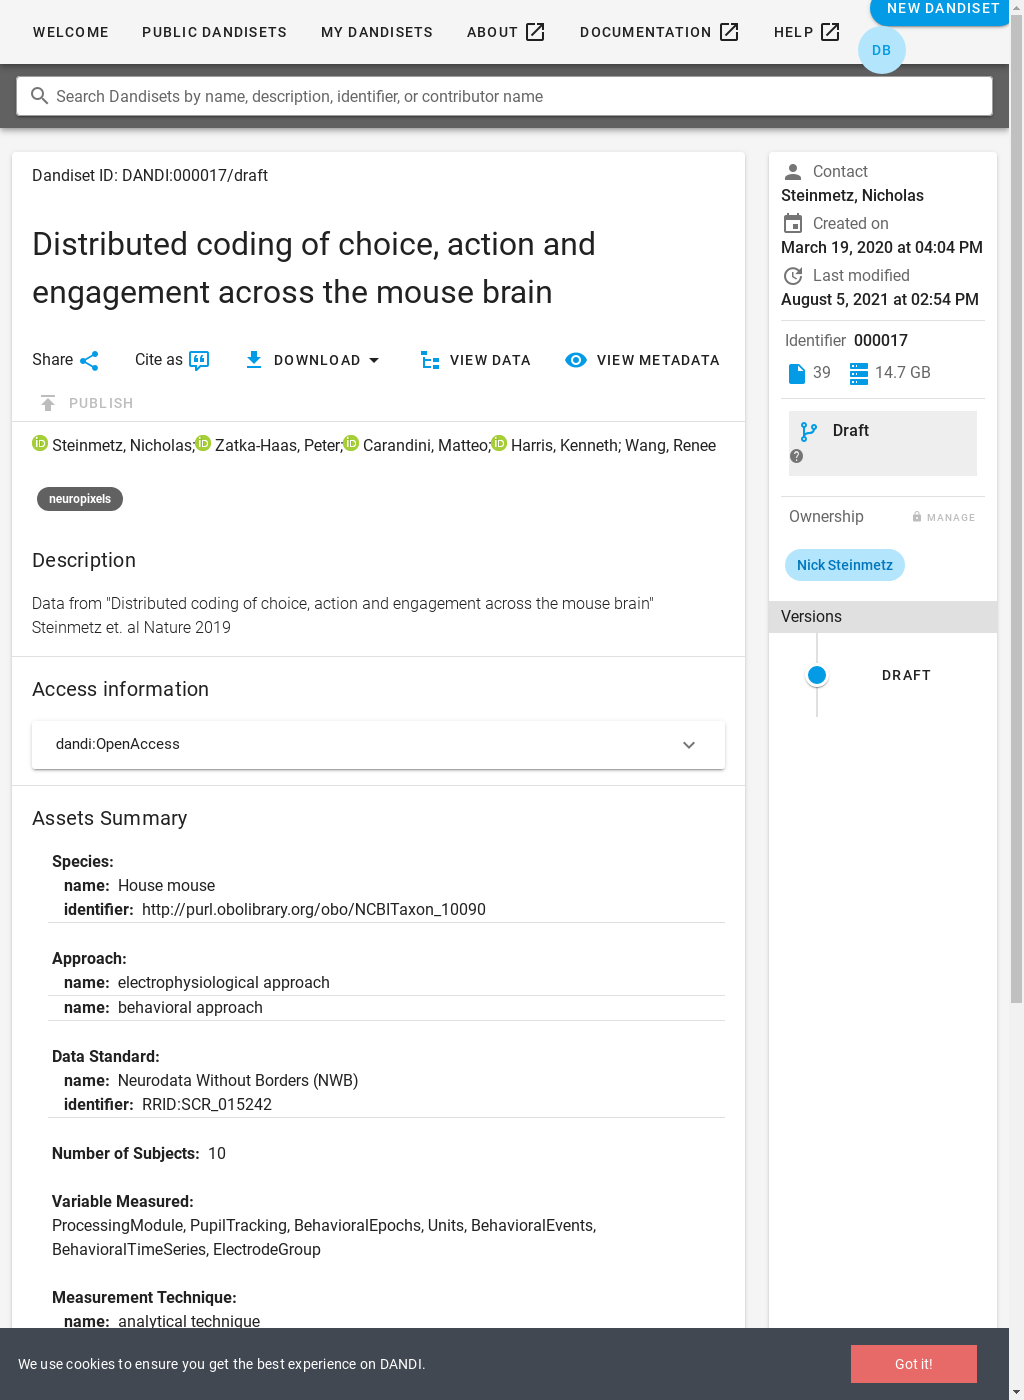 WELCOME
PUBLIC DANDISETS
MY DANDISETS
ABOUT
DOCUMENTATION
HELP
NEW DANDISET
DB
Search Dandisets by name, description, identifier, or contributor name
Dandiset ID: DANDI:000017/draft
Distributed coding of choice, action and
engagement across the mouse brain
Share
Cite as
DOWNLOAD
VIEW DATA
VIEW METADATA
PUBLISH
iD Steinmetz, Nicholas;iD Zatka-Haas, Peter;iD Carandini, Matteo;iD Harris, Kenneth; Wang, Renee
neuropixels
Description
Data from "Distributed coding of choice, action and engagement across the mouse brain"
Steinmetz et. al Nature 2019
Access information
dandi:OpenAccess
Assets Summary
Species:
name: House mouse
identifier: http://purl.obolibrary.org/obo/NCBITaxon_10090
Approach:
name: electrophysiological approach
name: behavioral approach
Data Standard:
name: Neurodata Without Borders (NWB)
identifier: RRID:SCR_015242
Number of Subjects: 10
Variable Measured:
ProcessingModule, PupilTracking, BehavioralEpochs, Units, BehavioralEvents,
BehavioralTimeSeries, ElectrodeGroup
Measurement Technique:
name: analytical technique
Contact
Steinmetz, Nicholas
Created on
March 19, 2020 at 04:04 PM
Last modified
August 5, 2021 at 02:54 PM
Identifier 000017
39
14.7 GB
Draft
?
Ownership
MANAGE
Nick Steinmetz
Versions
DRAFT
We use cookies to ensure you get the best experience on DANDI.
Got it!